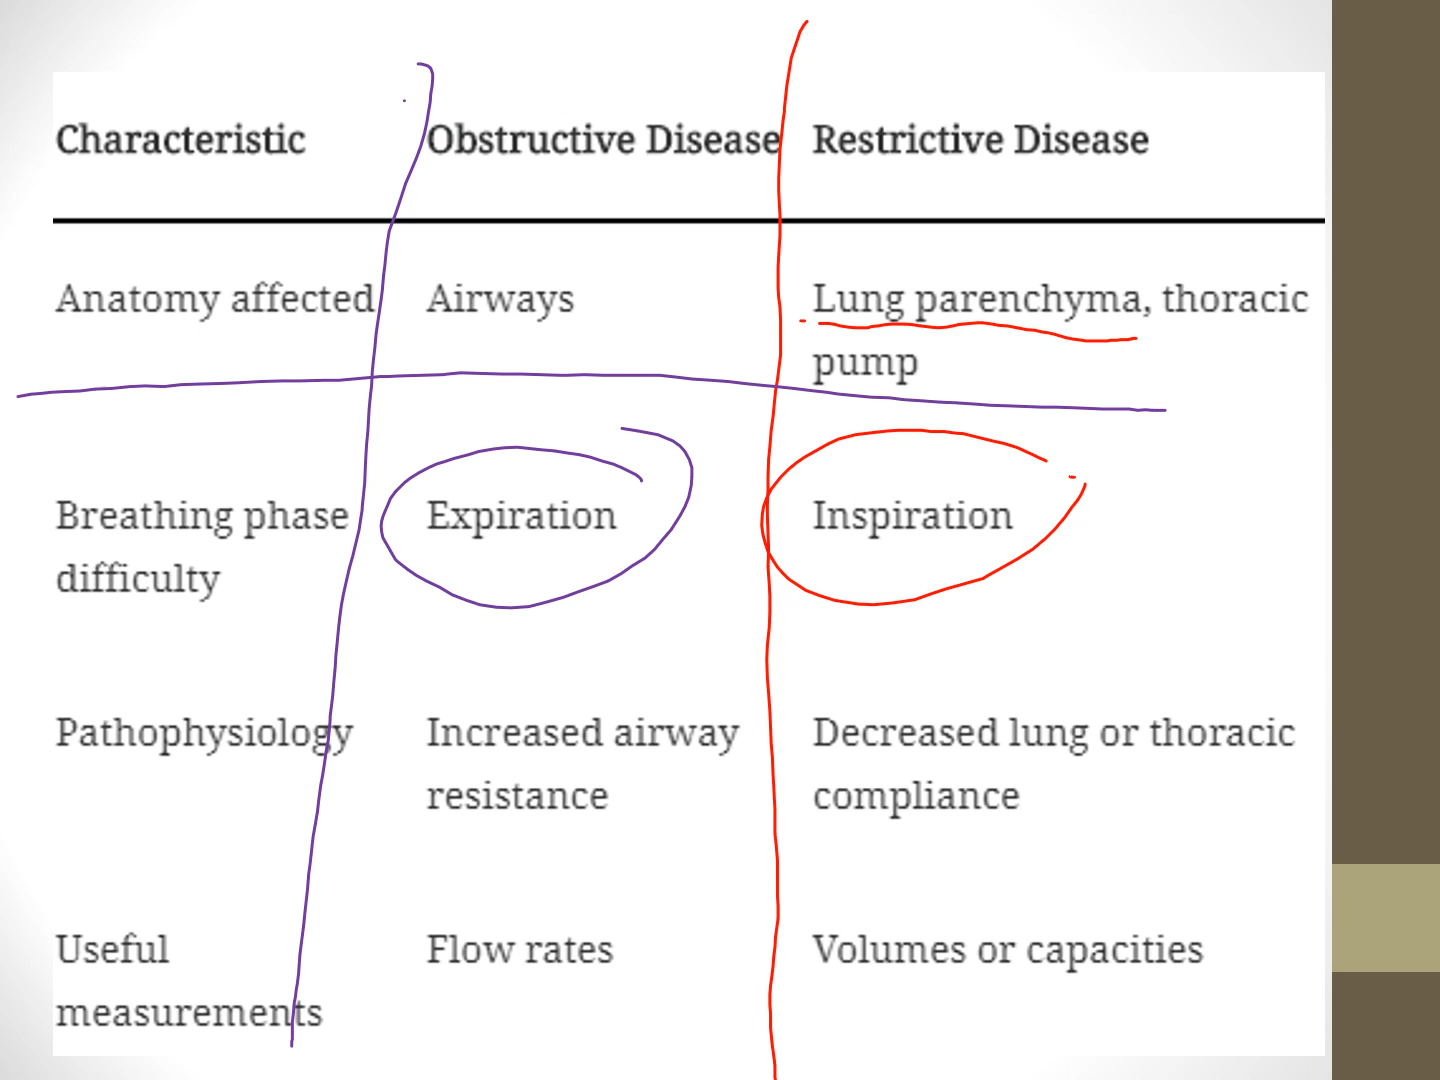 Characteristic Obstructive Disease Restrictive Disease
Anatomy affected Airways Lung parenchyma, thoracic
pump
Breathing phase Expiration Inspiration
difficulty
Pathophysiology Increased airway Decreased lung or thoracic
resistance compliance
Useful Flow rates Volumes or capacities
measurements